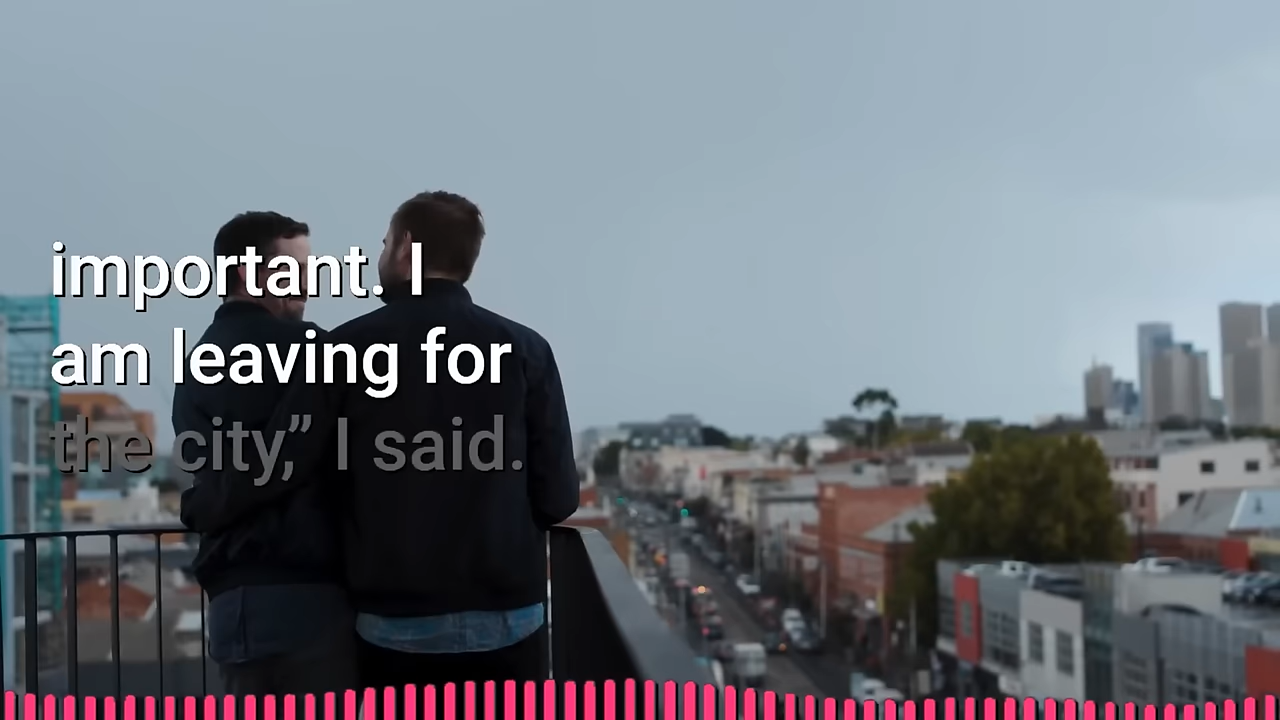 important. I
am leaving for
the city,” I said.